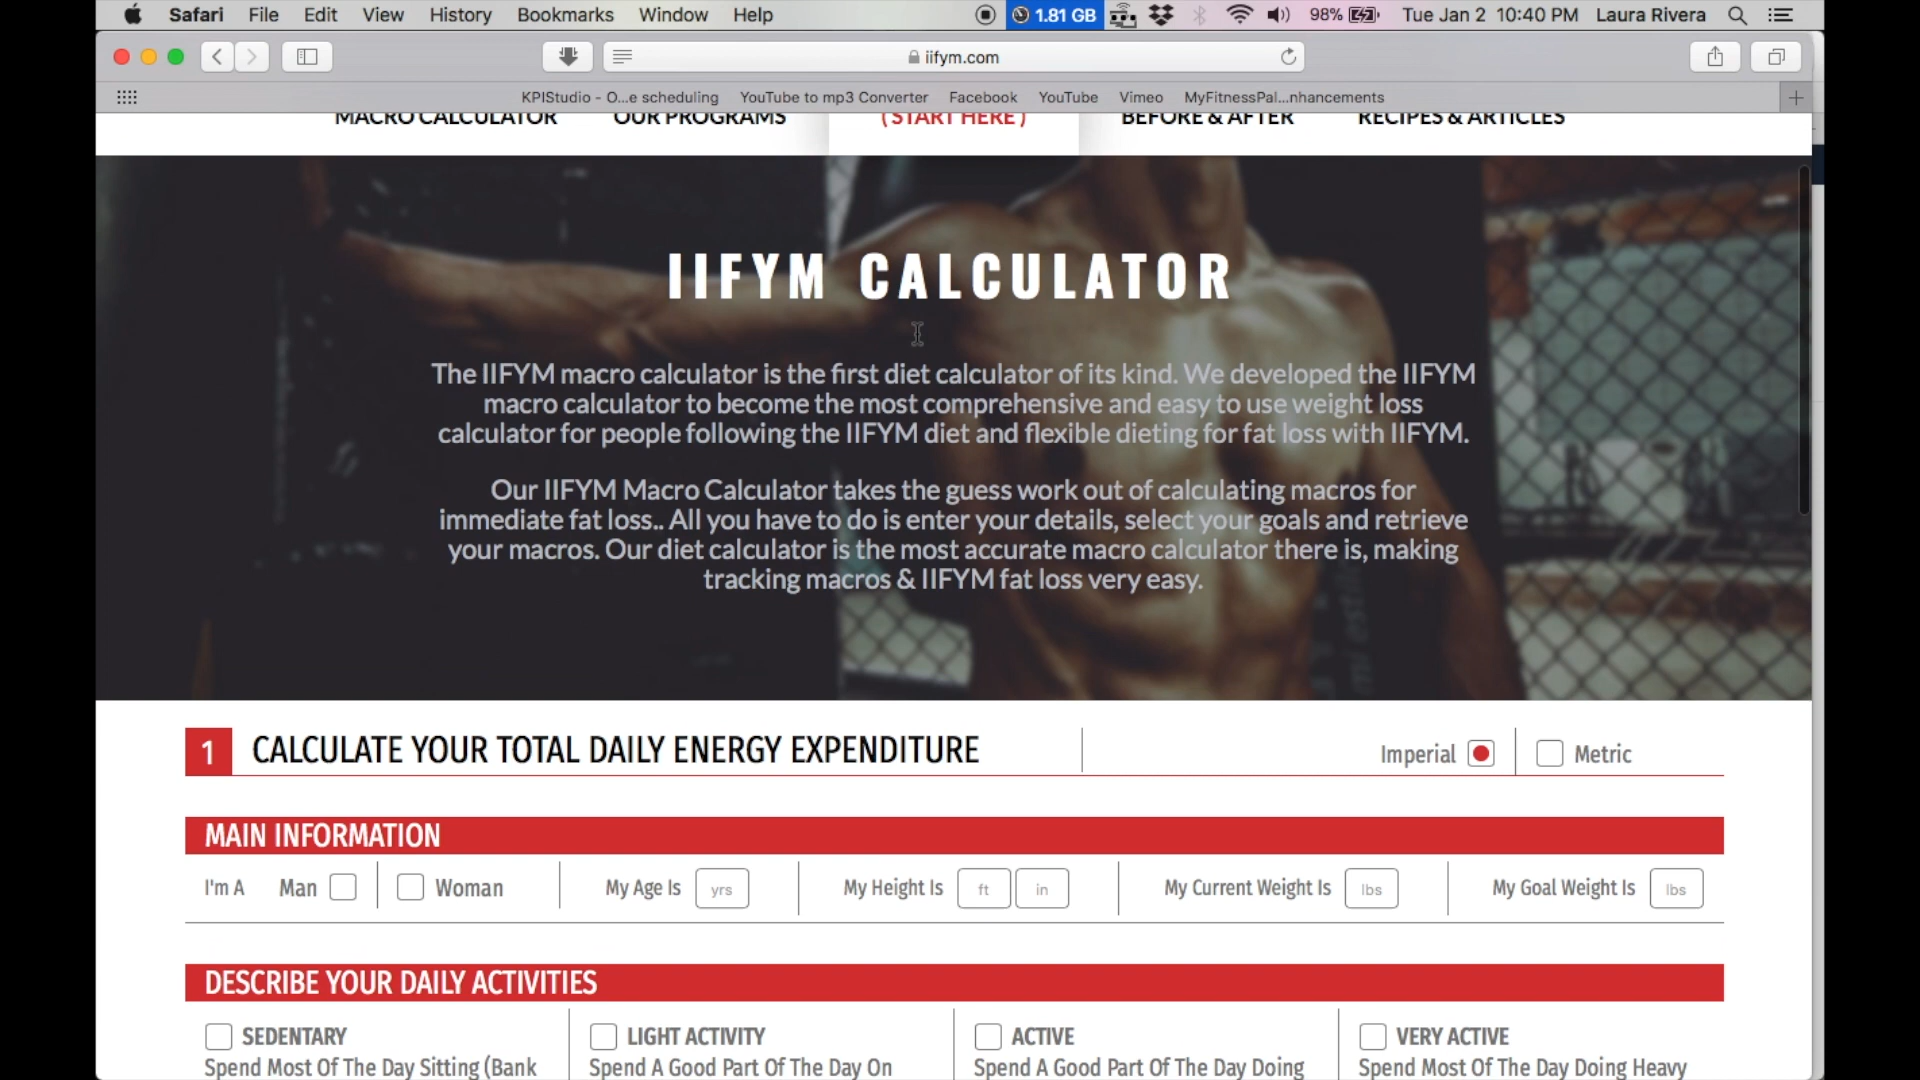 Safari File Edit View History Bookmarks Window Help 1.81 GB 98% Tue Jan 2 10:40 PM Laura Rivera
iifym.com
KPIStudio - O...e scheduling YouTube to mp3 Converter Facebook YouTube Vimeo MyFitnessPal...nhancements
MACRO CALCULATOR OUR PROGRAMS ( START HERE ) BEFORE & AFTER RECIPES & ARTICLES
IIFYM CALCULATOR
The IIFYM macro calculator is the first diet calculator of its kind. We developed the IIFYM
macro calculator to become the most comprehensive and easy to use weight loss
calculator for people following the IIFYM diet and flexible dieting for fat loss with IIFYM.
Our IIFYM Macro Calculator takes the guess work out of calculating macros for
immediate fat loss.. All you have to do is enter your details, select your goals and retrieve
your macros. Our diet calculator is the most accurate macro calculator there is, making
tracking macros & IIFYM fat loss very easy.
1 CALCULATE YOUR TOTAL DAILY ENERGY EXPENDITURE Imperial Metric
MAIN INFORMATION
I'm A Man Woman My Age Is yrs My Height Is ft in My Current Weight Is lbs My Goal Weight Is lbs
DESCRIBE YOUR DAILY ACTIVITIES
SEDENTARY LIGHT ACTIVITY ACTIVE VERY ACTIVE
Spend Most Of The Day Sitting (Bank Spend A Good Part Of The Day On Spend A Good Part Of The Day Doing Spend Most Of The Day Doing Heavy